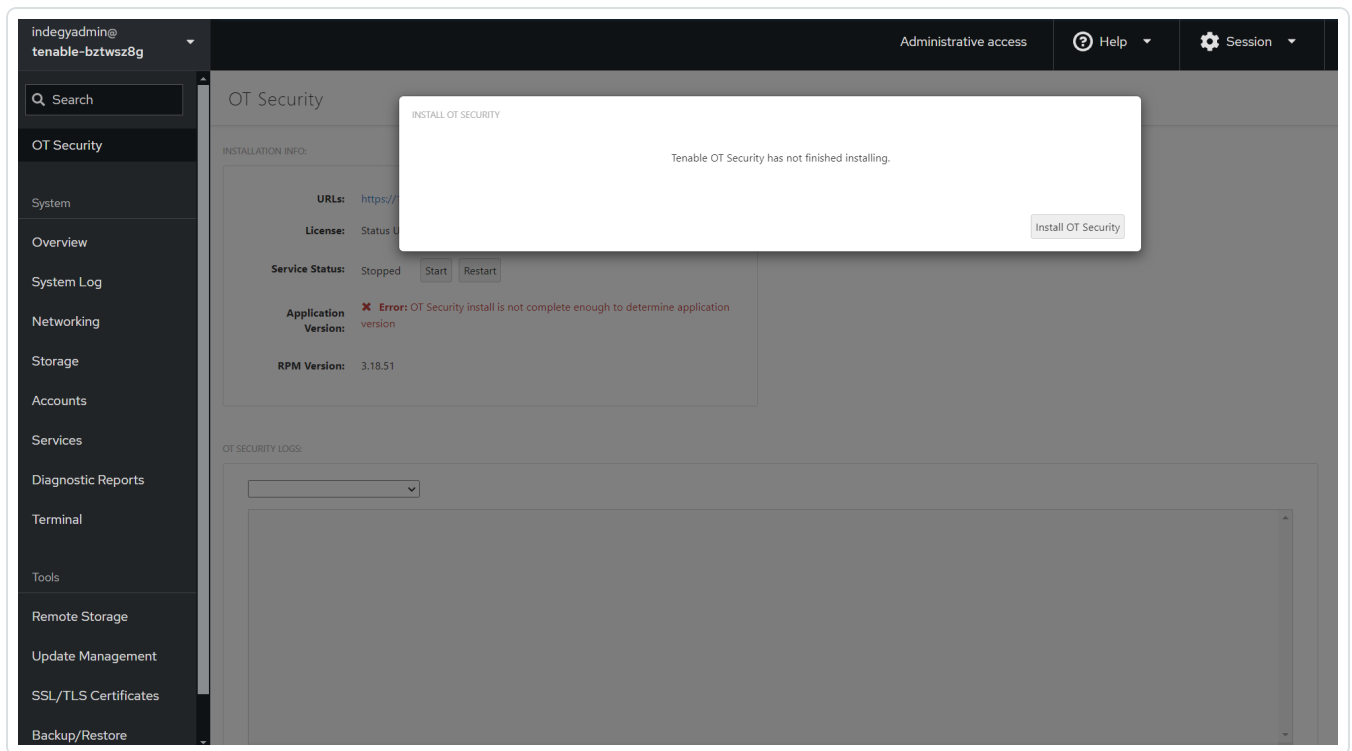 indegyadmin@
tenable-bztwsz8g
Administrative access
Help
Session
Search
OT Security
System
Overview
System Log
Networking
Storage
Accounts
Services
Diagnostic Reports
Terminal
Tools
Remote Storage
Update Management
SSL/TLS Certificates
Backup/Restore
OT Security
INSTALL OT SECURITY
Tenable OT Security has not finished installing.
Install OT Security
INSTALLATION INFO:
URLs: https://
License: Status U
Service Status: Stopped Start Restart
Application Version: Error: OT Security install is not complete enough to determine application
version
RPM Version: 3.18.51
OT SECURITY LOGS: